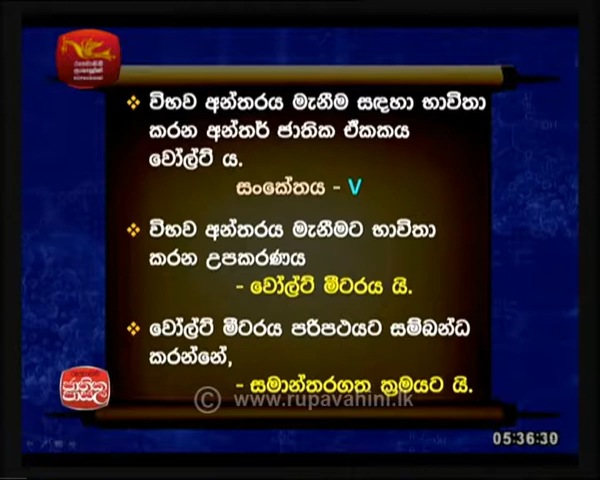 ❖ විභව අන්තරය මැනීම සඳහා භාවිතා
කරන අන්තර් ජාතික ඒකකය
වෝල්ට් ය.
සංකේතය - V
❖ විභව අන්තරය මැනීමට භාවිතා
කරන උපකරණය
- වෝල්ට් මීටරය යි.
❖ වෝල්ට් මීටරය පරිපථයට සම්බන්ධ
කරන්නේ,
- සමාන්තරගත ක්‍රමයට යි.
ජාතික
පාසල
© www.rupavahini.lk
05:36:30